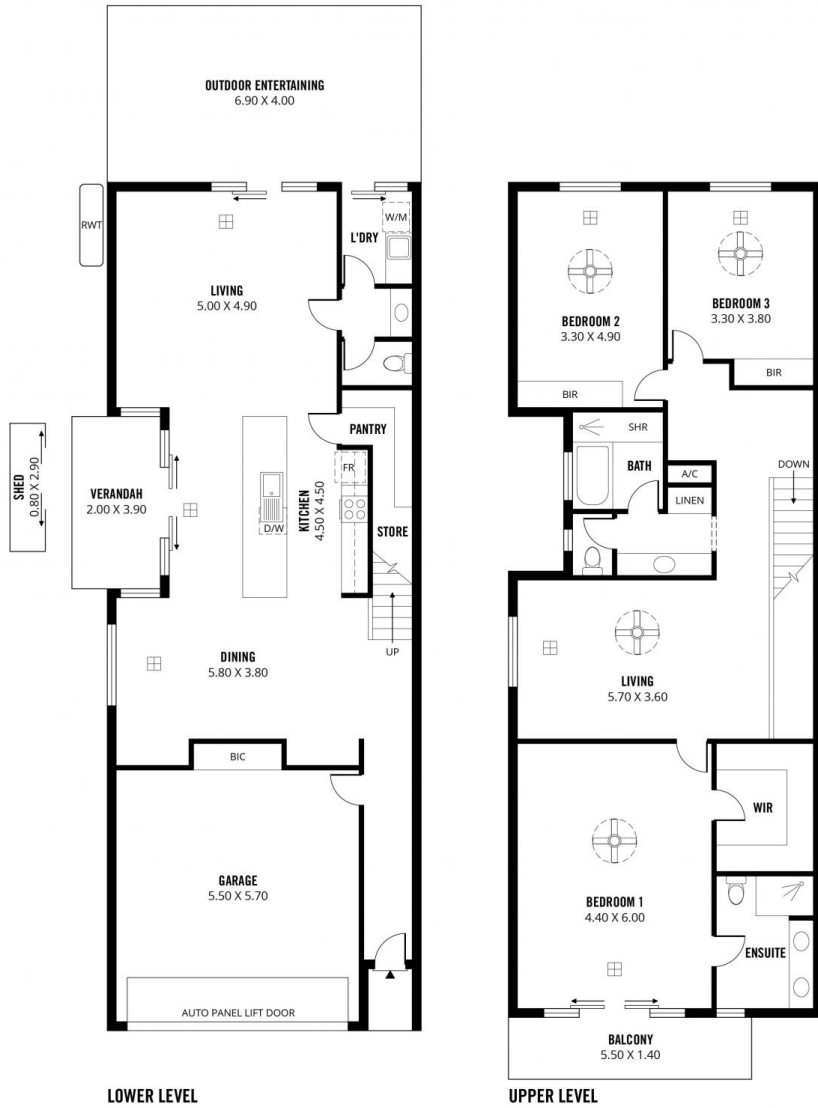 OUTDOOR ENTERTAINING
6.90 X 4.00
RWT
W/M
L'DRY
LIVING
5.00 X 4.90
PANTRY
SHED
0.80 X 2.90
VERANDAH
2.00 X 3.90
FR
D/W
KITCHEN
4.50 X 4.50
STORE
UP
DINING
5.80 X 3.80
BIC
GARAGE
5.50 X 5.70
AUTO PANEL LIFT DOOR
LOWER LEVEL
BEDROOM 2
3.30 X 4.90
BEDROOM 3
3.30 X 3.80
BIR
BIR
SHR
BATH
A/C
LINEN
DOWN
LIVING
5.70 X 3.60
WIR
BEDROOM 1
4.40 X 6.00
ENSUITE
BALCONY
5.50 X 1.40
UPPER LEVEL